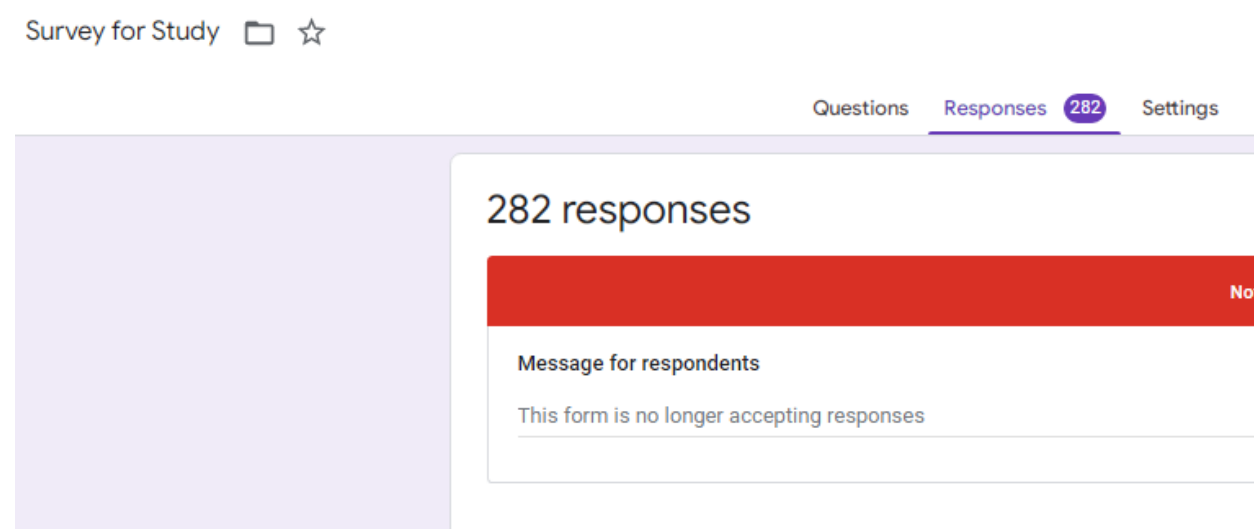 Survey for Study
Questions Responses 282 Settings
282 responses
Message for respondents
This form is no longer accepting responses